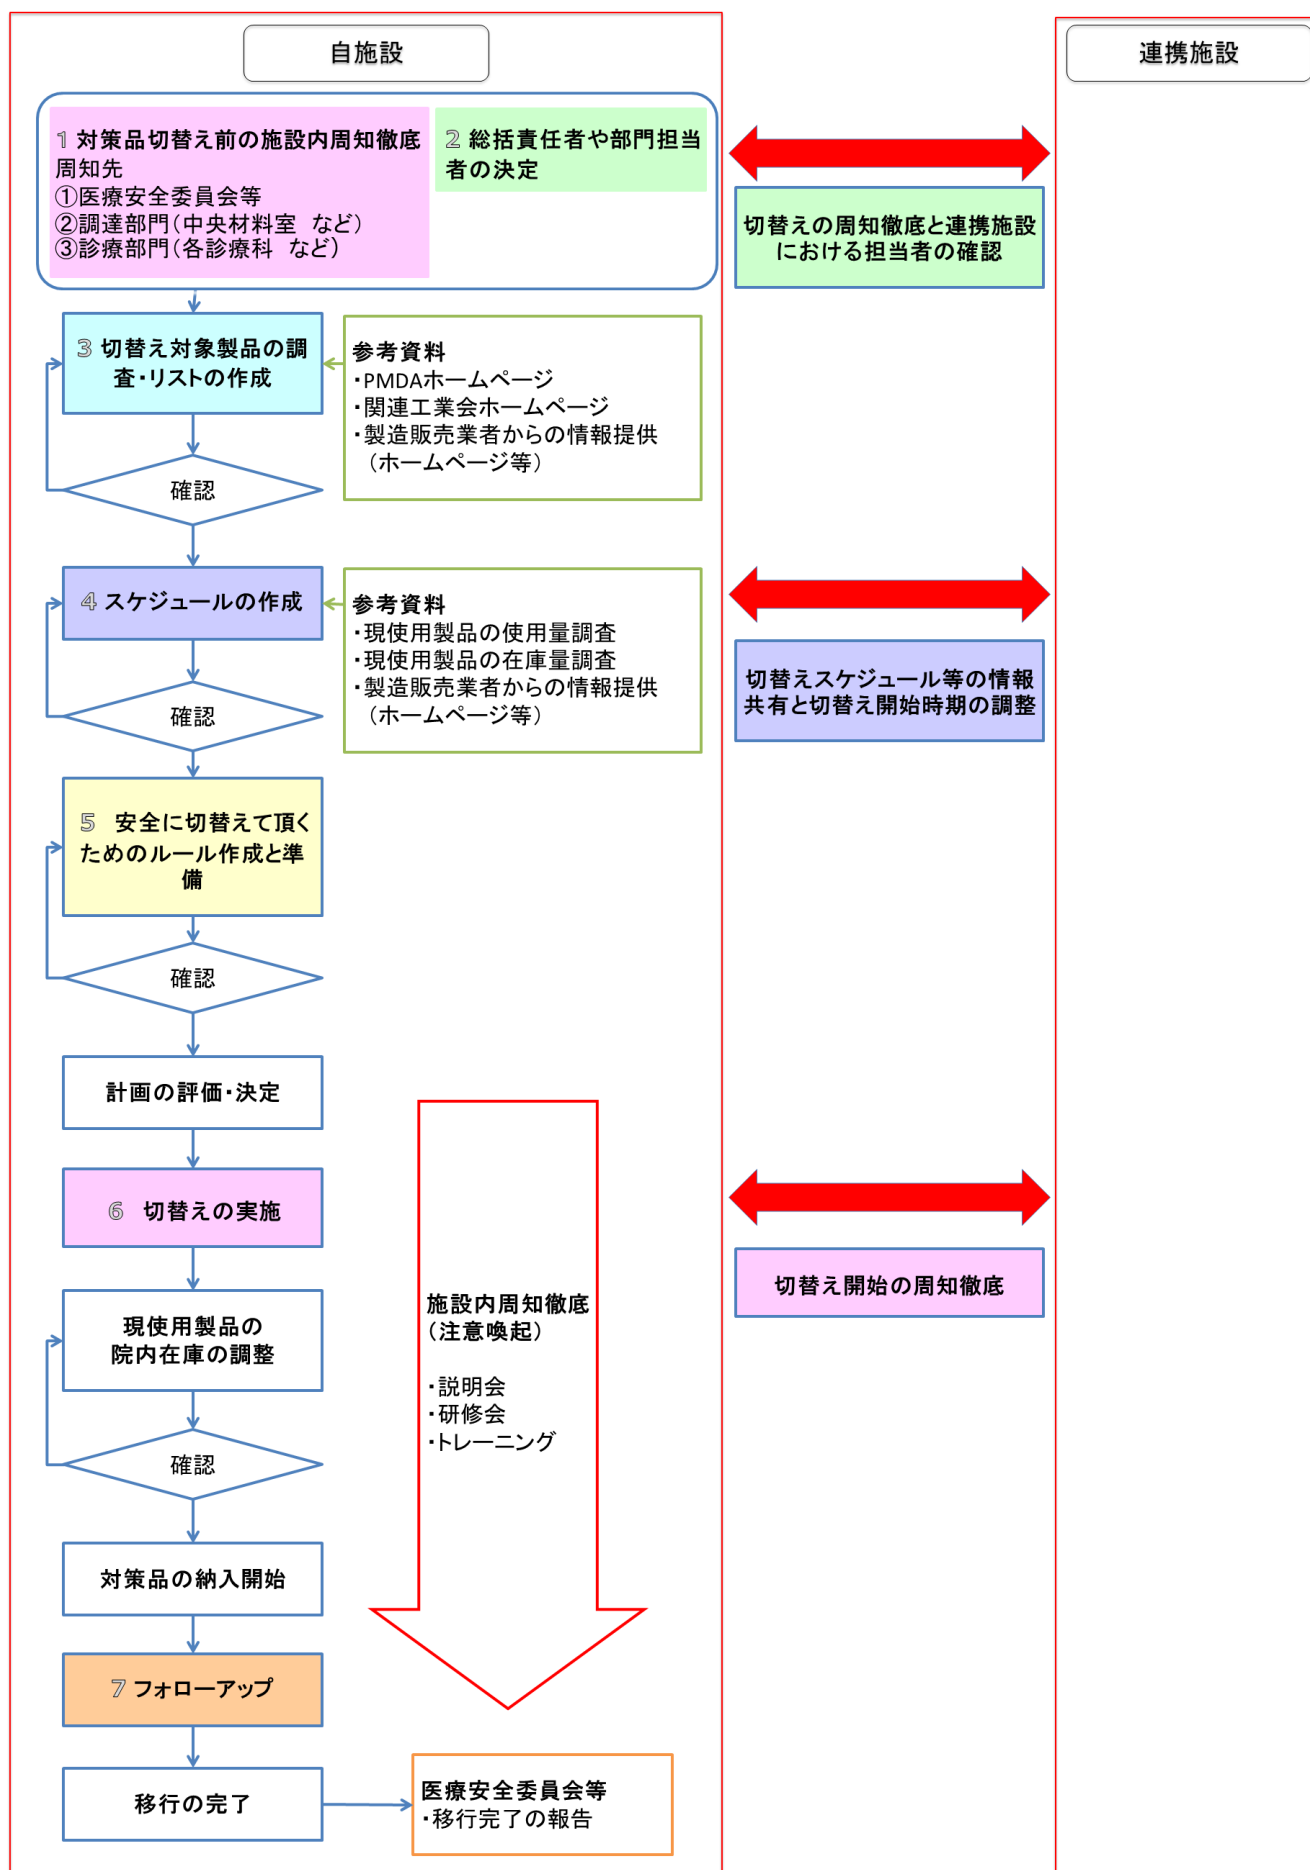 自施設
連携施設
1 対策品切替え前の施設内周知徹底
周知先
①医療安全委員会等
②調達部門(中央材料室　など)
③診療部門(各診療科　など)
2 総括責任者や部門担当
者の決定
切替えの周知徹底と連携施設
における担当者の確認
3 切替え対象製品の調
査・リストの作成
参考資料
・PMDAホームページ
・関連工業会ホームページ
・製造販売業者からの情報提供
（ホームページ等）
確認
4 スケジュールの作成
参考資料
・現使用製品の使用量調査
・現使用製品の在庫量調査
・製造販売業者からの情報提供
（ホームページ等）
切替えスケジュール等の情報
共有と切替え開始時期の調整
確認
5　安全に切替えて頂く
ためのルール作成と準
備
確認
計画の評価・決定
6　切替えの実施
切替え開始の周知徹底
現使用製品の
院内在庫の調整
施設内周知徹底
(注意喚起)
・説明会
・研修会
・トレーニング
確認
対策品の納入開始
7 フォローアップ
移行の完了
医療安全委員会等
・移行完了の報告